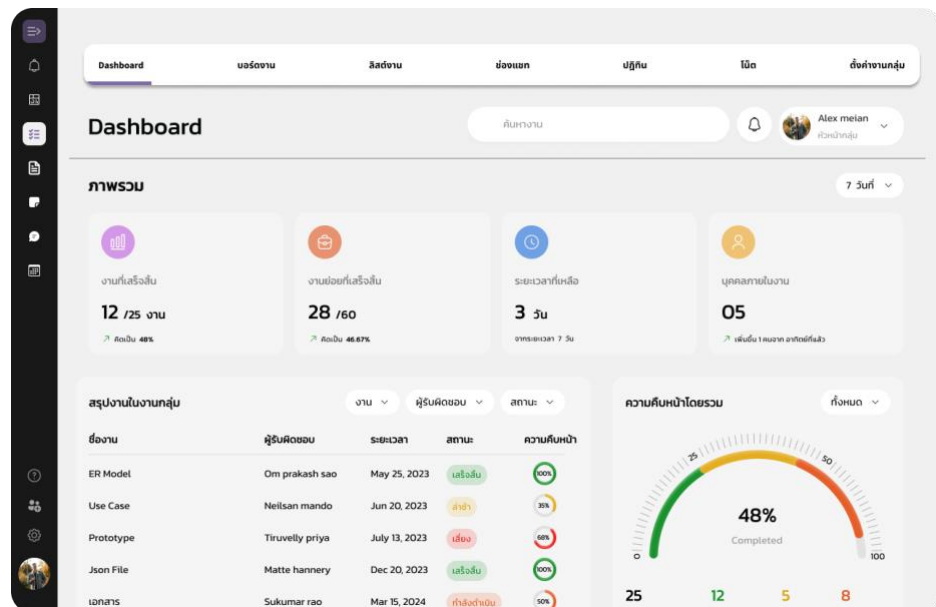 Dashboard บอร์ดงาน ลิสต์งาน ช่องแชท ปฏิทิน โน๊ต ตั้งค่างานกลุ่ม
Dashboard
ค้นหางาน
Alex meian
หัวหน้ากลุ่ม
ภาพรวม
7 วันที่
งานที่เสร็จสิ้น
12 /25 งาน
คิดเป็น 48%
งานย่อยที่เสร็จสิ้น
28 /60
คิดเป็น 46.67%
ระยะเวลาที่เหลือ
3 วัน
จากระยะเวลา 7 วัน
บุคคลภายในงาน
05
เพิ่มขึ้น 1 คนจาก อาทิตย์ที่แล้ว
สรุปงานในงานกลุ่ม งาน ผู้รับผิดชอบ สถานะ
ชื่องาน ผู้รับผิดชอบ ระยะเวลา สถานะ ความคืบหน้า
ER Model Om prakash sao May 25, 2023 เสร็จสิ้น 100%
Use Case Neilsan mando Jun 20, 2023 ล่าช้า 35%
Prototype Tiruvelly priya July 13, 2023 เสี่ยง 68%
Json File Matte hannery Dec 20, 2023 เสร็จสิ้น 100%
เอกสาร Sukumar rao Mar 15, 2024 กำลังดำเนิน 50%
ความคืบหน้าโดยรวม ทั้งหมด
25 50
48%
Completed
0 100
25 12 5 8